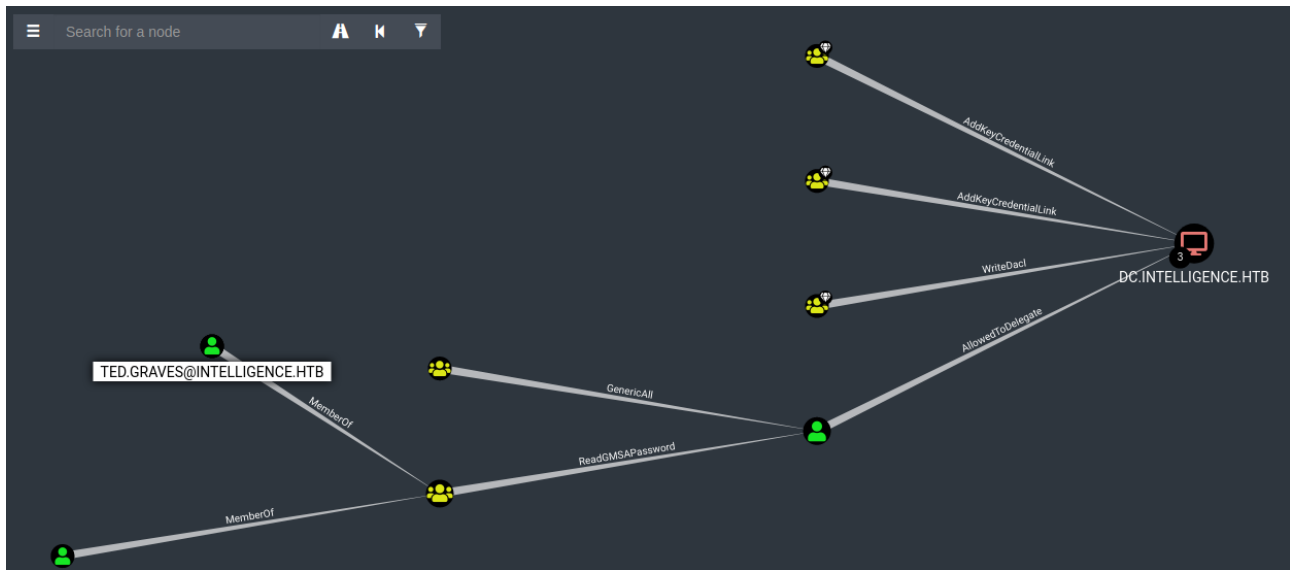 Search for a node
AddKeyCredentialLink
AddKeyCredentialLink
3
DC.INTELLIGENCE.HTB
WriteDacl
AllowedToDelegate
TED.GRAVES@INTELLIGENCE.HTB
GenericAll
MemberOf
ReadGMSAPassword
MemberOf